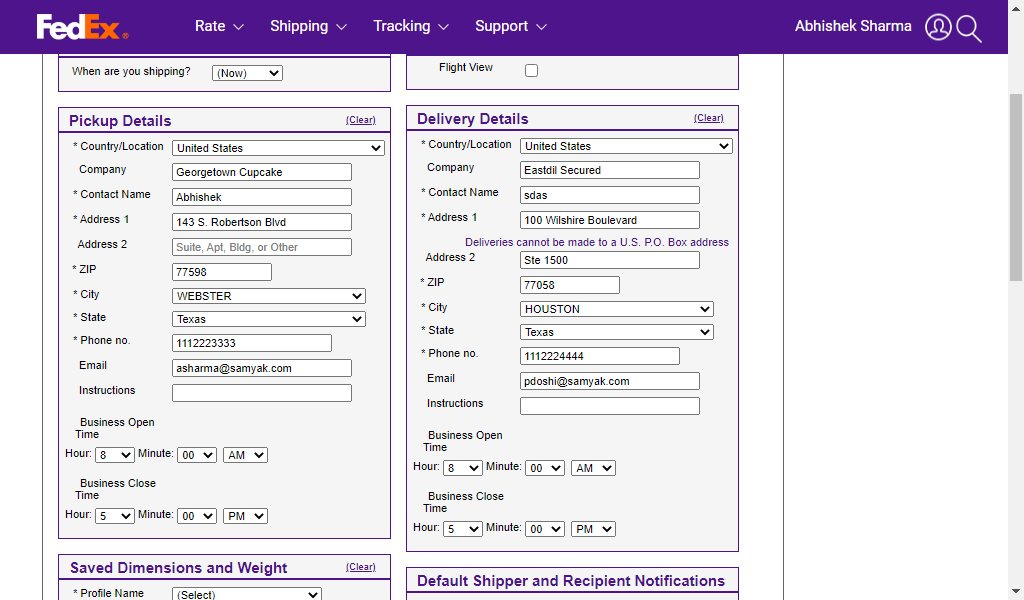 FedEx® Rate Shipping Tracking Support Abhishek Sharma
When are you shipping? (Now)
Flight View
Pickup Details (Clear)
* Country/Location United States
Company Georgetown Cupcake
* Contact Name Abhishek
* Address 1 143 S. Robertson Blvd
Address 2 Suite, Apt, Bldg, or Other
* ZIP 77598
* City WEBSTER
* State Texas
* Phone no. 1112223333
Email asharma@samyak.com
Instructions
Business Open
Time
Hour: 8 Minute: 00 AM
Business Close
Time
Hour: 5 Minute: 00 PM
Delivery Details (Clear)
* Country/Location United States
Company Eastdil Secured
* Contact Name sdas
* Address 1 100 Wilshire Boulevard
Deliveries cannot be made to a U.S. P.O. Box address
Address 2 Ste 1500
* ZIP 77058
* City HOUSTON
* State Texas
* Phone no. 1112224444
Email pdoshi@samyak.com
Instructions
Business Open
Time
Hour: 8 Minute: 00 AM
Business Close
Time
Hour: 5 Minute: 00 PM
Saved Dimensions and Weight (Clear)
* Profile Name (Select)
Default Shipper and Recipient Notifications